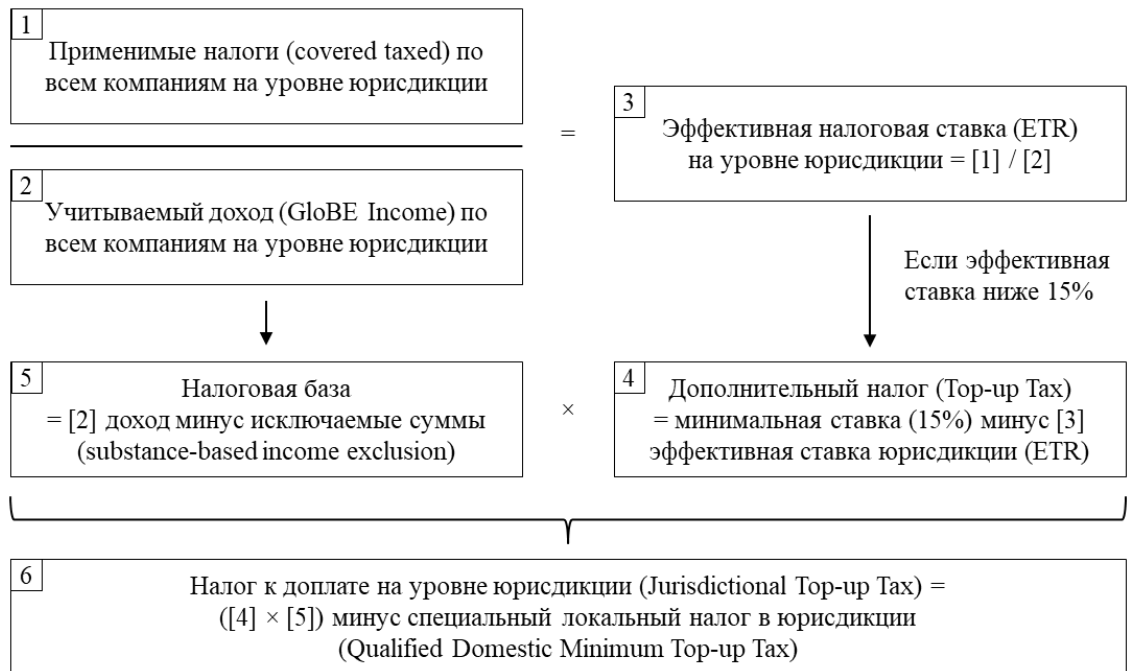 1
Применимые налоги (covered taxed) по
всем компаниям на уровне юрисдикции
=
3
Эффективная налоговая ставка (ETR)
на уровне юрисдикции = [1] / [2]
2
Учитываемый доход (GloBE Income) по
всем компаниям на уровне юрисдикции
Если эффективная
ставка ниже 15%
5
Налоговая база
= [2] доход минус исключаемые суммы
(substance-based income exclusion)
×
4
Дополнительный налог (Top-up Tax)
= минимальная ставка (15%) минус [3]
эффективная ставка юрисдикции (ETR)
6
Налог к доплате на уровне юрисдикции (Jurisdictional Top-up Tax) =
([4] × [5]) минус специальный локальный налог в юрисдикции
(Qualified Domestic Minimum Top-up Tax)